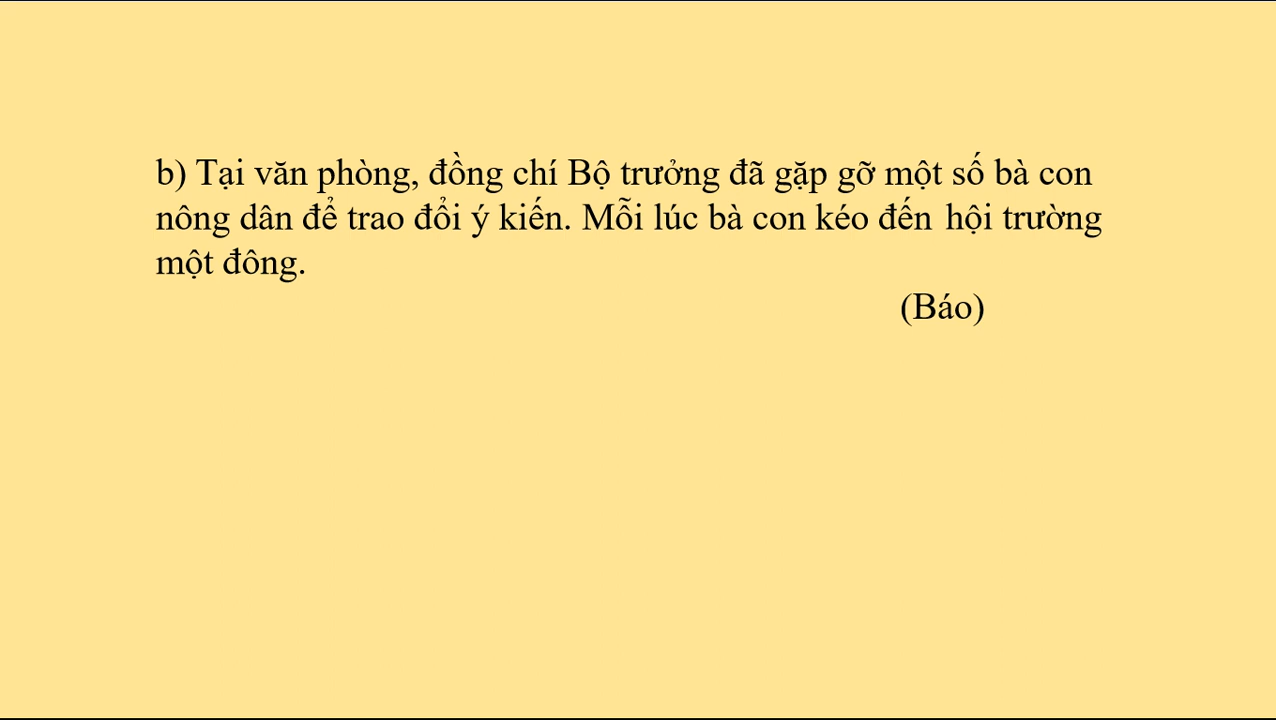 b) Tại văn phòng, đồng chí Bộ trưởng đã gặp gỡ một số bà con
nông dân để trao đổi ý kiến. Mỗi lúc bà con kéo đến hội trường
một đông.
(Báo)